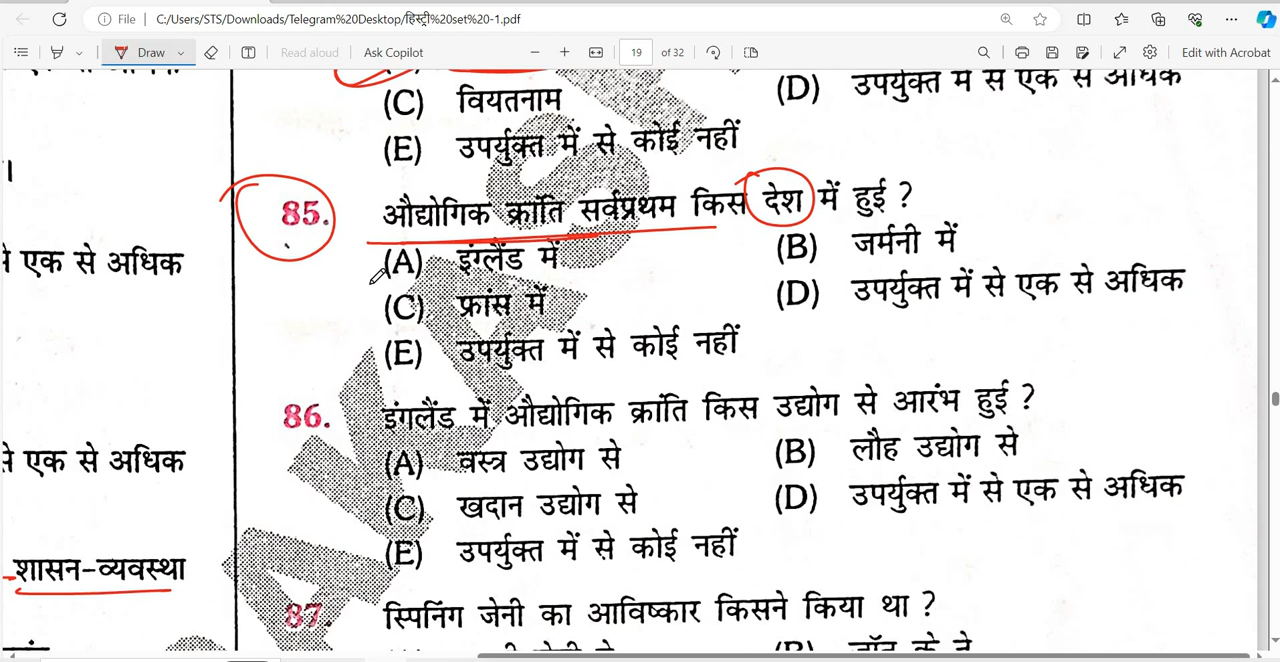 File C:/Users/STS/Downloads/Telegram%20Desktop/हिस्ट्री%20set%20-1.pdf
Draw Read aloud Ask Copilot 19 of 32 Edit with Acrobat
(D) उपर्युक्त में से एक से अधिक
(C) वियतनाम
(E) उपर्युक्त में से कोई नहीं
85. औद्योगिक क्रांति सर्वप्रथम किस देश में हुई ?
(A) इंग्लैंड में (B) जर्मनी में
(C) फ्रांस में (D) उपर्युक्त में से एक से अधिक
(E) उपर्युक्त में से कोई नहीं
86. इंगलैंड में औद्योगिक क्रांति किस उद्योग से आरंभ हुई ?
(A) वस्त्र उद्योग से (B) लौह उद्योग से
(C) खदान उद्योग से (D) उपर्युक्त में से एक से अधिक
(E) उपर्युक्त में से कोई नहीं
87. स्पिनिंग जेनी का आविष्कार किसने किया था ?
।
एक से अधिक
एक से अधिक
शासन-व्यवस्था